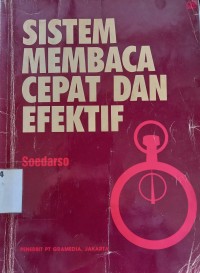 SISTEM
MEMBACA
CEPAT DAN
EFEKTIF
Soedarso
PENERBIT PT GRAMEDIA, JAKARTA